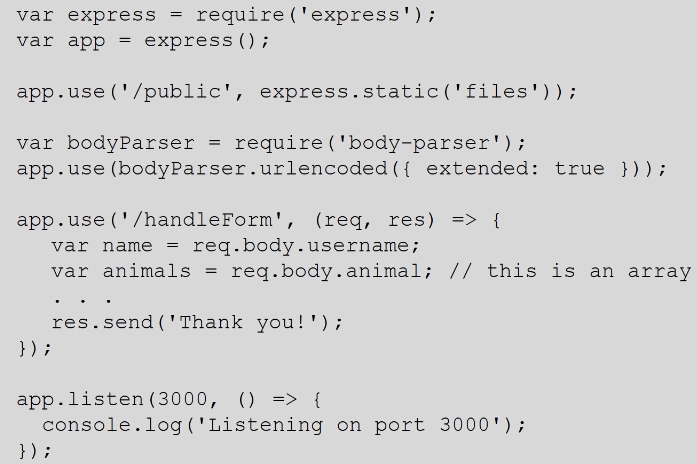 var express = require('express');
var app = express();
app.use('/public', express.static('files'));
var bodyParser = require('body-parser');
app.use(bodyParser.urlencoded({ extended: true }));
app.use('/handleForm', (req, res) => {
var name = req.body.username;
var animals = req.body.animal; // this is an array
. . .
res.send('Thank you!');
});
app.listen(3000, () => {
console.log('Listening on port 3000');
});